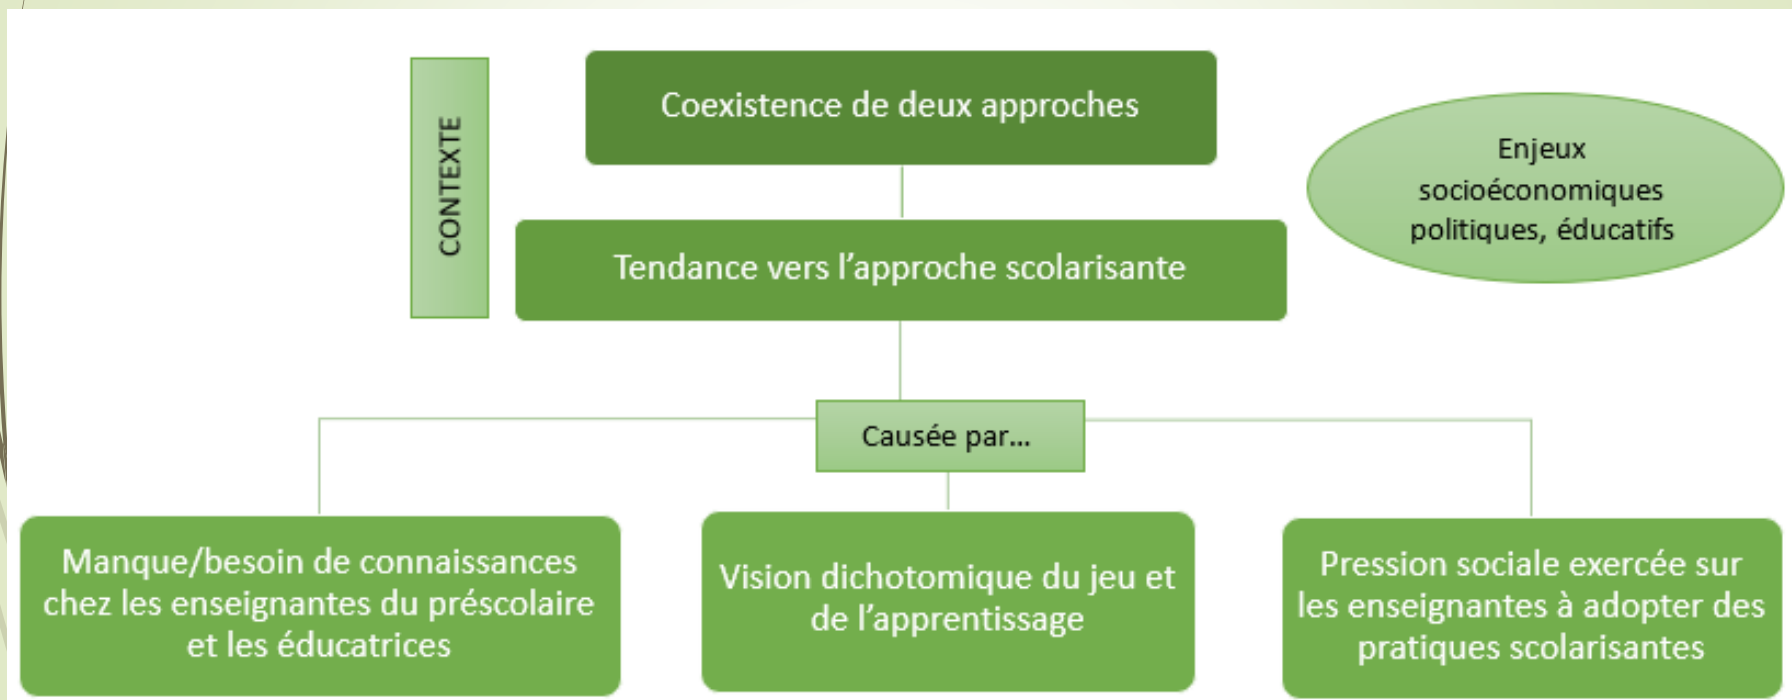 CONTEXTE
Coexistence de deux approches
Enjeux
socioéconomiques
politiques, éducatifs
Tendance vers l’approche scolarisante
Causée par...
Manque/besoin de connaissances
chez les enseignantes du préscolaire
et les éducatrices
Vision dichotomique du jeu et
de l’apprentissage
Pression sociale exercée sur
les enseignantes à adopter des
pratiques scolarisantes